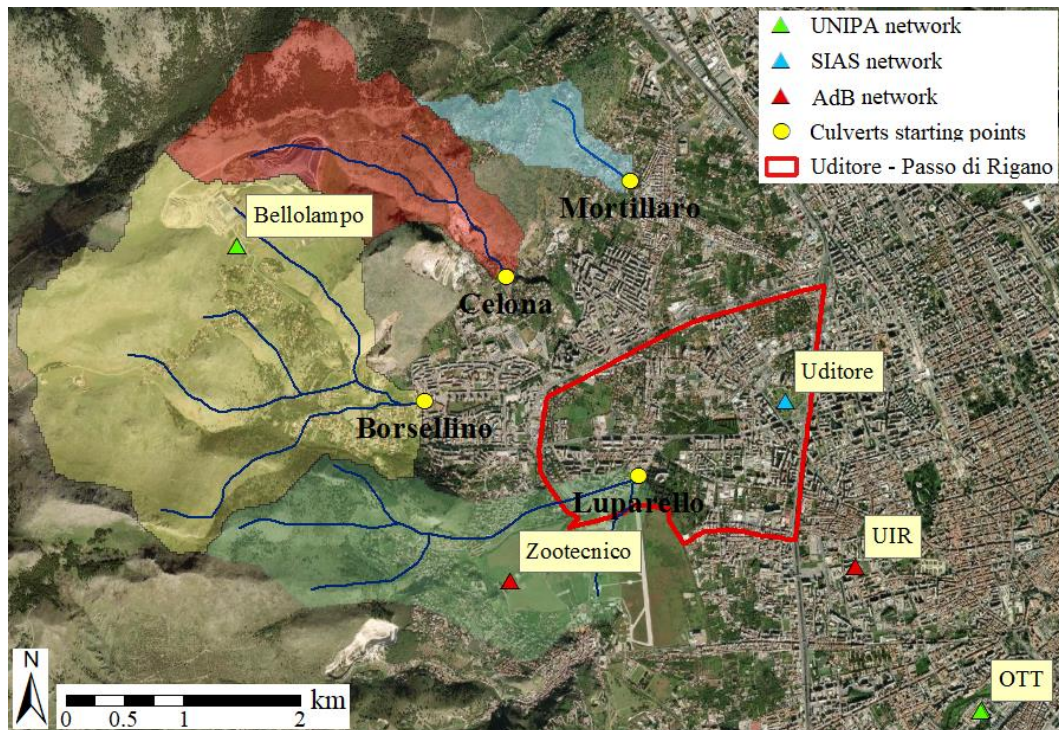 UNIPA network
SIAS network
AdB network
Culverts starting points
Uditore - Passo di Rigano
Bellolampo
Mortillaro
Celona
Uditore
Borsellino
Luparello
Zootecnico
UIR
OTT
N
km
0 0.5 1 2